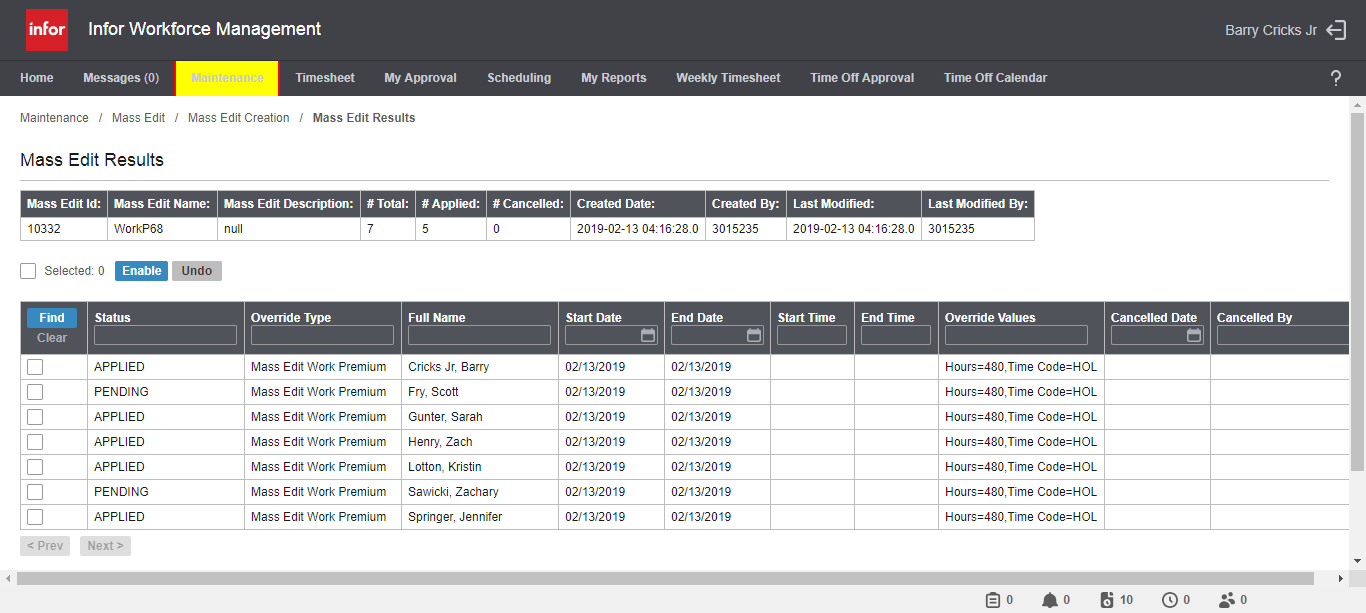 infor Infor Workforce Management Barry Cricks Jr
Home Messages (0) Maintenance Timesheet My Approval Scheduling My Reports Weekly Timesheet Time Off Approval Time Off Calendar ?
Maintenance / Mass Edit / Mass Edit Creation / Mass Edit Results
Mass Edit Results
Mass Edit Id: Mass Edit Name: Mass Edit Description: # Total: # Applied: # Cancelled: Created Date: Created By: Last Modified: Last Modified By:
10332 WorkP68 null 7 5 0 2019-02-13 04:16:28.0 3015235 2019-02-13 04:16:28.0 3015235
Selected: 0 Enable Undo
Find Status Override Type Full Name Start Date End Date Start Time End Time Override Values Cancelled Date Cancelled By
Clear
APPLIED Mass Edit Work Premium Cricks Jr, Barry 02/13/2019 02/13/2019 Hours=480,Time Code=HOL
PENDING Mass Edit Work Premium Fry, Scott 02/13/2019 02/13/2019 Hours=480,Time Code=HOL
APPLIED Mass Edit Work Premium Gunter, Sarah 02/13/2019 02/13/2019 Hours=480,Time Code=HOL
APPLIED Mass Edit Work Premium Henry, Zach 02/13/2019 02/13/2019 Hours=480,Time Code=HOL
APPLIED Mass Edit Work Premium Lotton, Kristin 02/13/2019 02/13/2019 Hours=480,Time Code=HOL
PENDING Mass Edit Work Premium Sawicki, Zachary 02/13/2019 02/13/2019 Hours=480,Time Code=HOL
APPLIED Mass Edit Work Premium Springer, Jennifer 02/13/2019 02/13/2019 Hours=480,Time Code=HOL
< Prev Next >
0 0 10 0 0